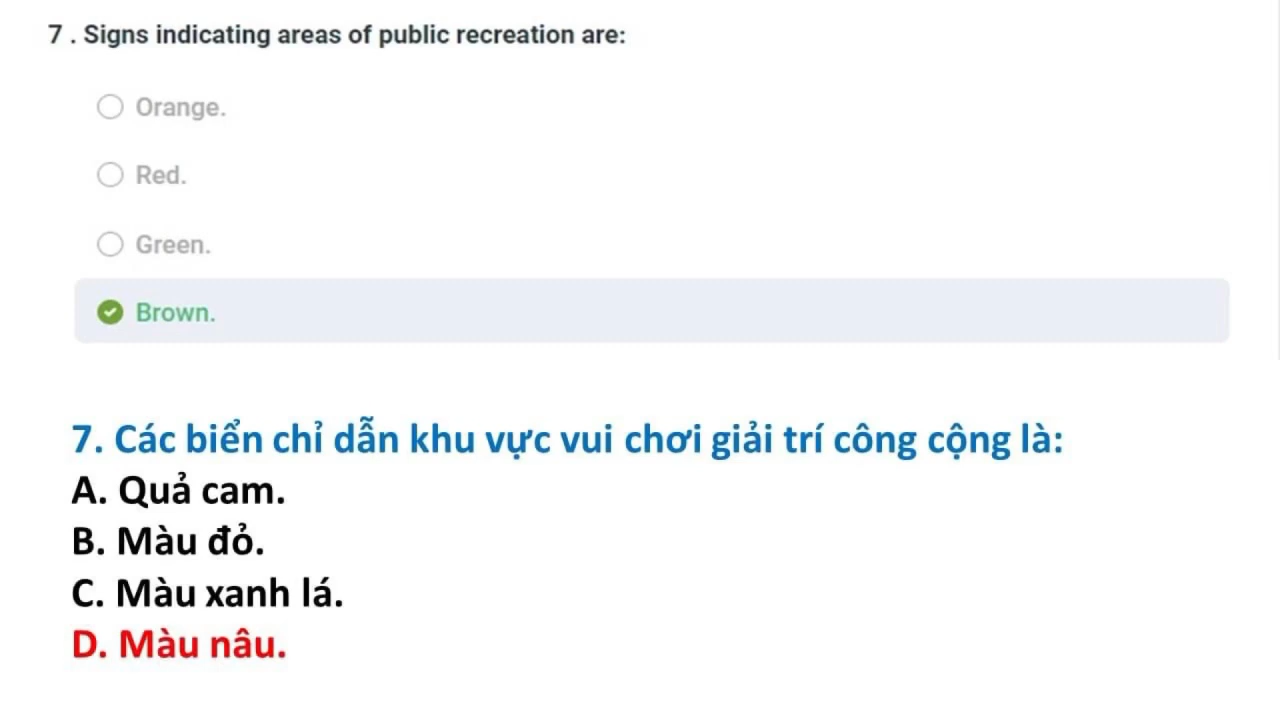 7 . Signs indicating areas of public recreation are:
Orange.
Red.
Green.
Brown.
7. Các biển chỉ dẫn khu vực vui chơi giải trí công cộng là:
A. Quả cam.
B. Màu đỏ.
C. Màu xanh lá.
D. Màu nâu.